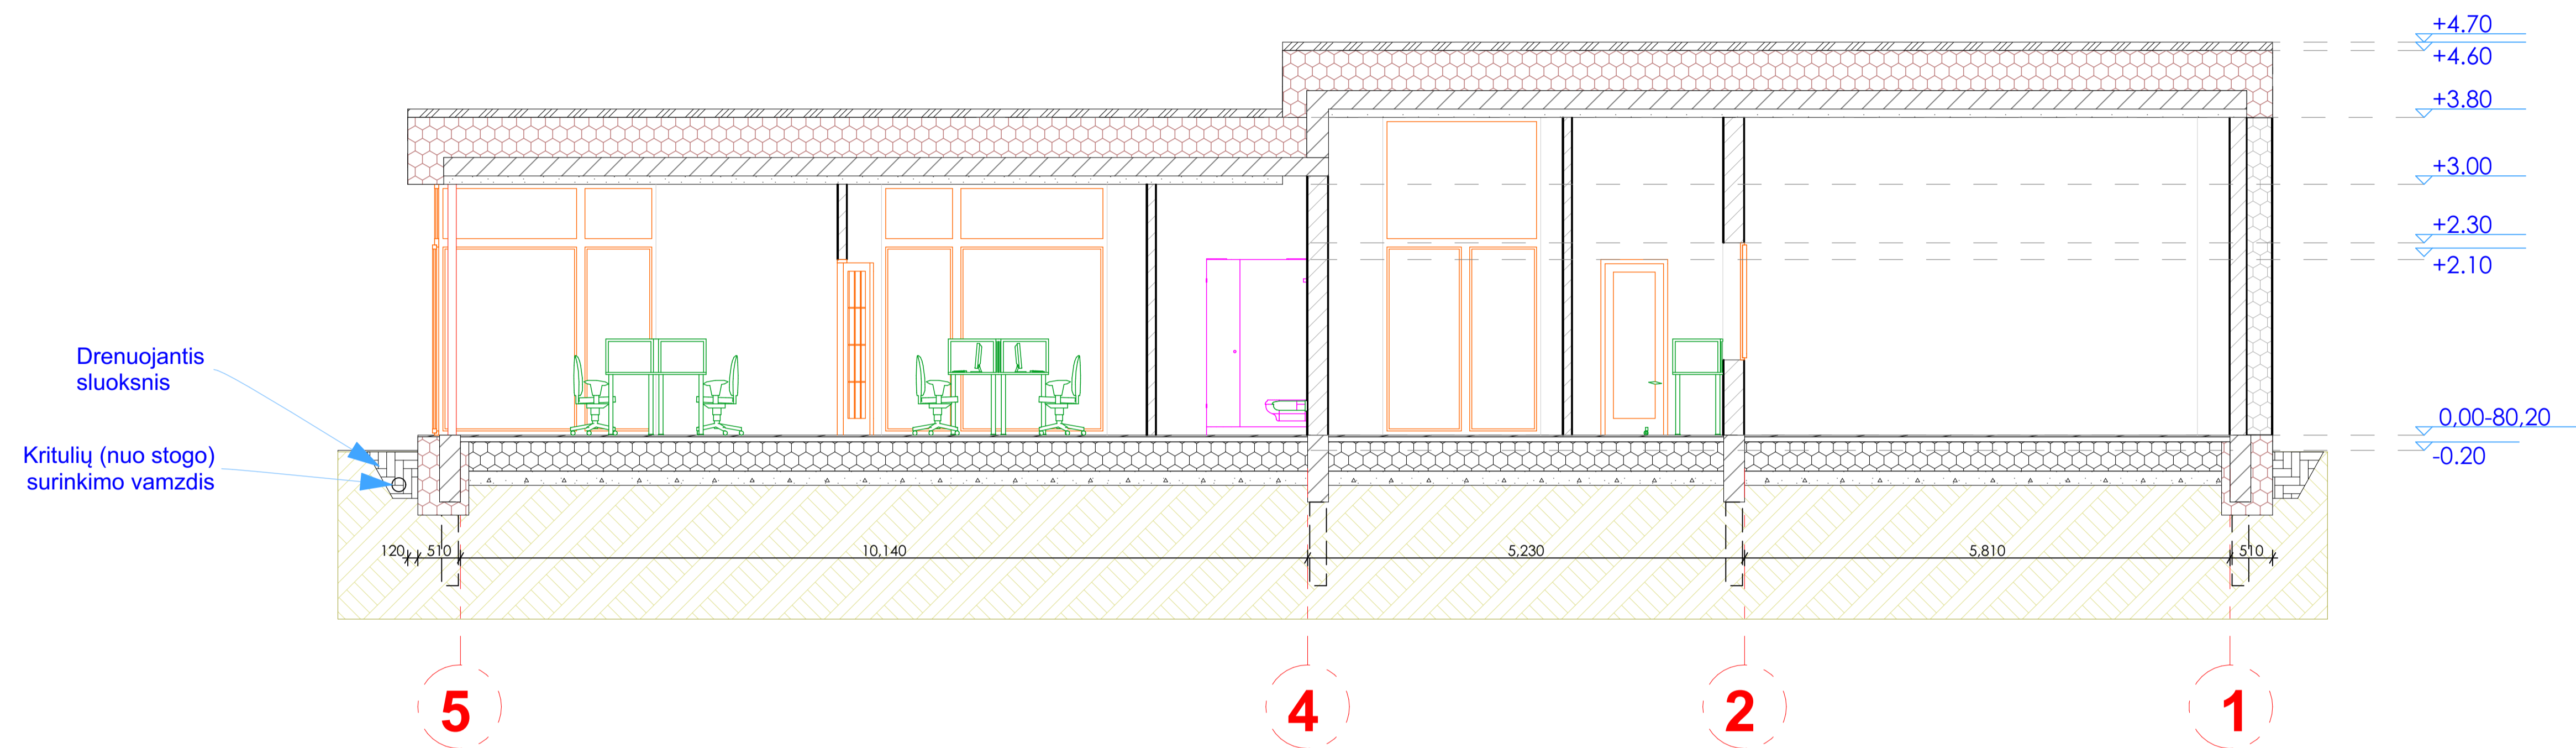 +4.70
+4.60
+3.80
+3.00
+2.30
+2.10
Drenuojantis
sluoksnis
0,00-80,20
Kritulių (nuo stogo)
surinkimo vamzdis
-0.20
120 510 10,140 5,230 5,810 510
5 4 2 1